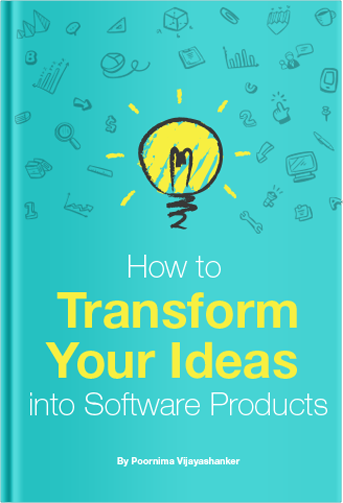 How to
Transform
Your Ideas
into Software Products
By Poornima Vijayashanker